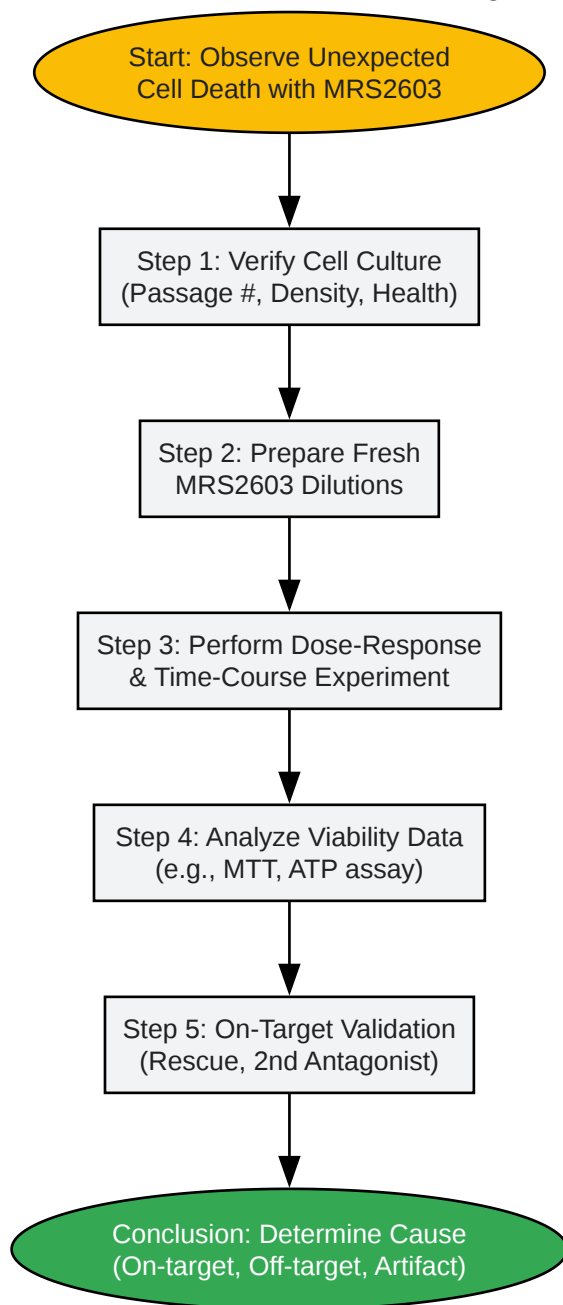 Start: Observe Unexpected
Cell Death with MRS2603
Step 1: Verify Cell Culture
(Passage #, Density, Health)
Step 2: Prepare Fresh
MRS2603 Dilutions
Step 3: Perform Dose-Response
& Time-Course Experiment
Step 4: Analyze Viability Data
(e.g., MTT, ATP assay)
Step 5: On-Target Validation
(Rescue, 2nd Antagonist)
Conclusion: Determine Cause
(On-target, Off-target, Artifact)